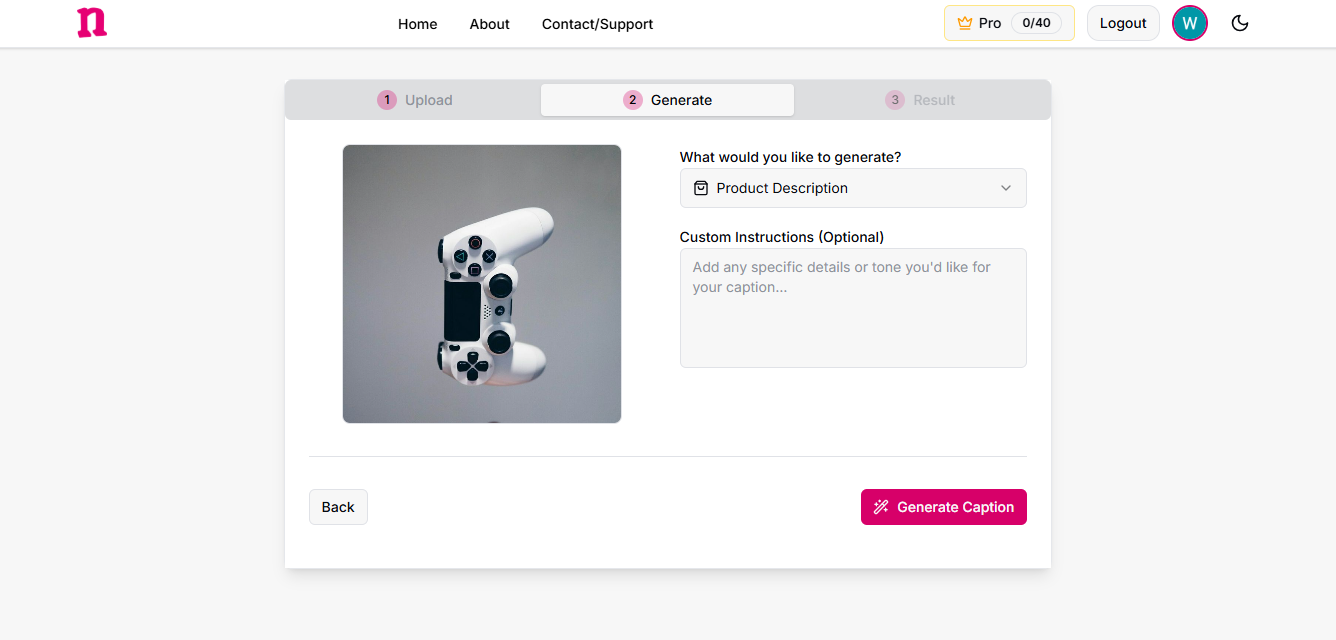 n
Home
About
Contact/Support
Pro
0/40
Logout
W
1 Upload
2 Generate
3 Result
What would you like to generate?
Product Description
Custom Instructions (Optional)
Add any specific details or tone you'd like for
your caption...
Back
Generate Caption